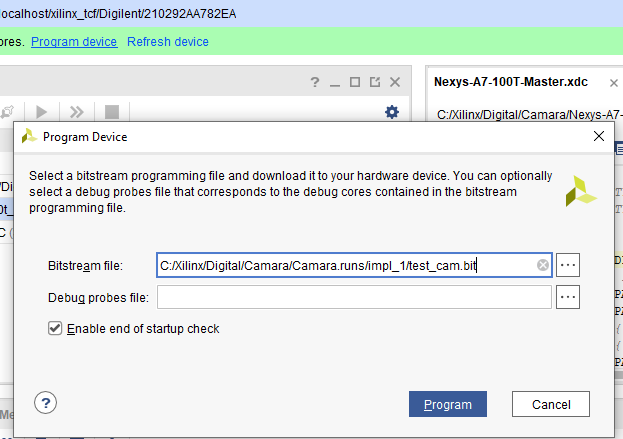 localhost/xilinx_tcf/Digilent/210292AA782EA
ores. Program device Refresh device
Nexys-A7-100T-Master.xdc
C:/Xilinx/Digital/Camara/Nexys-A7-
Program Device
Select a bitstream programming file and download it to your hardware device. You can optionally
select a debug probes file that corresponds to the debug cores contained in the bitstream
programming file.
Bitstream file: C:/Xilinx/Digital/Camara/Camara.runs/impl_1/test_cam.bit
Debug probes file:
Enable end of startup check
Program Cancel